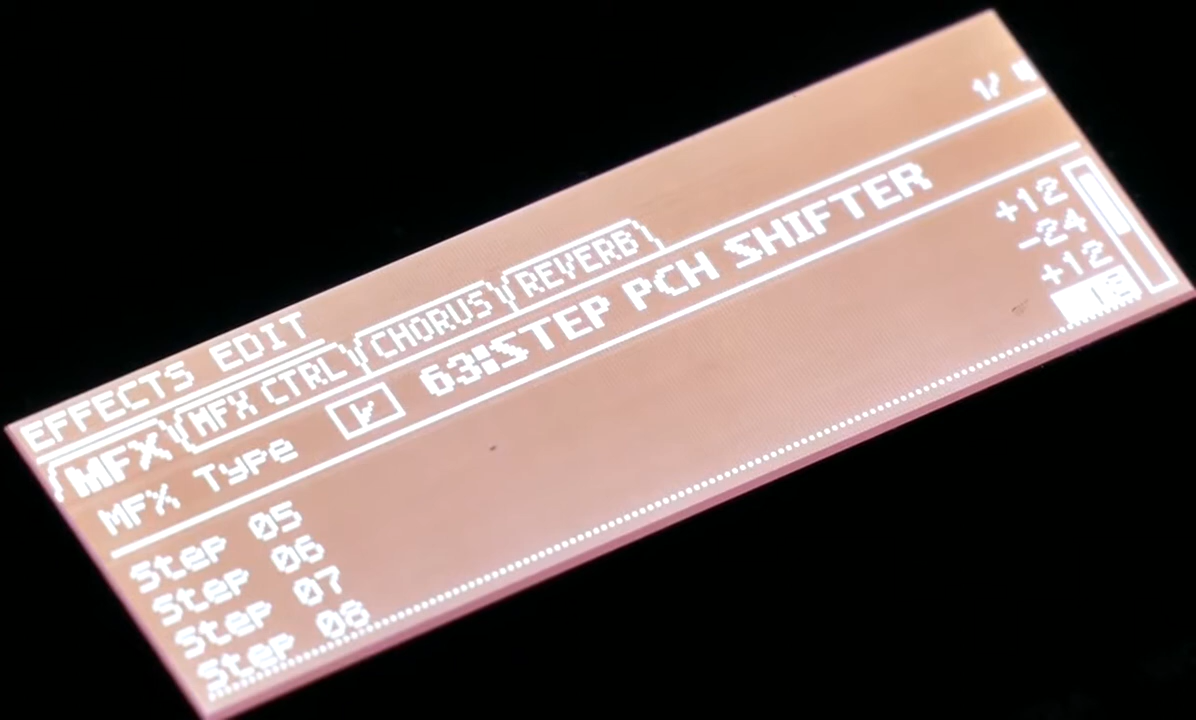 EFFECTS EDIT 1/
MFX MFX CTRL CHORUS REVERB
MFX Type 63:STEP PCH SHIFTER
Step 05 +12
Step 06 -24
Step 07 +12
Step 08